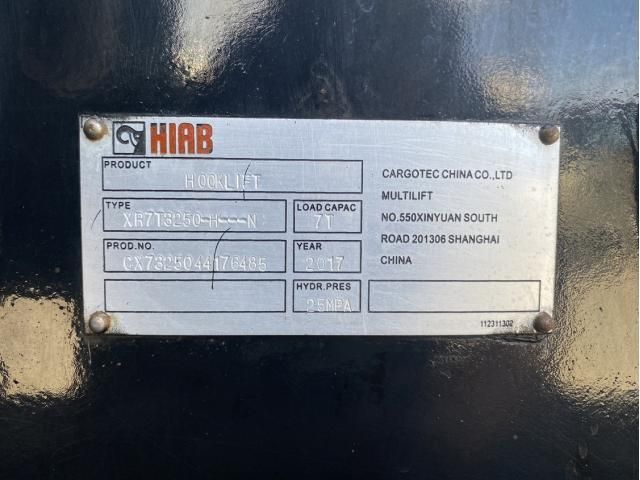 HIAB
PRODUCT
HOOKLIFT
TYPE
XR7T3250-H---N
LOAD CAPAC
7T
PROD.NO.
CX7325044176485
YEAR
2017
HYDR.PRES
25MPA
CARGOTEC CHINA CO.,LTD
MULTILIFT
NO.550XINYUAN SOUTH
ROAD 201306 SHANGHAI
CHINA
112311302